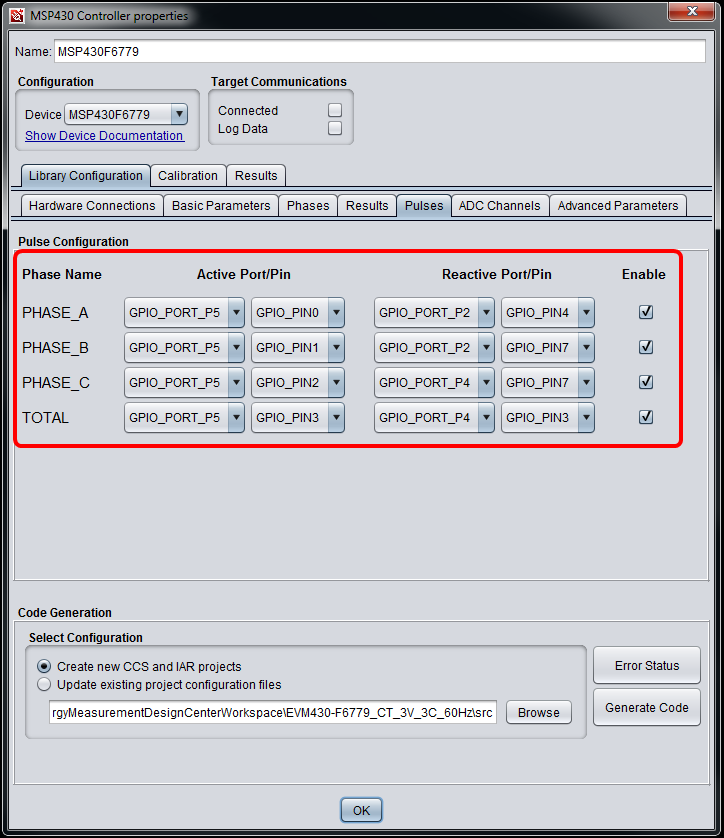 MSP430 Controller properties
Name: MSP430F6779
Configuration
Target Communications
Device MSP430F6779
Show Device Documentation
Connected
Log Data
Library Configuration Calibration Results
Hardware Connections Basic Parameters Phases Results Pulses ADC Channels Advanced Parameters
Pulse Configuration
Phase Name Active Port/Pin Reactive Port/Pin Enable
PHASE_A GPIO_PORT_P5 GPIO_PIN0 GPIO_PORT_P2 GPIO_PIN4
PHASE_B GPIO_PORT_P5 GPIO_PIN1 GPIO_PORT_P2 GPIO_PIN7
PHASE_C GPIO_PORT_P5 GPIO_PIN2 GPIO_PORT_P4 GPIO_PIN7
TOTAL GPIO_PORT_P5 GPIO_PIN3 GPIO_PORT_P4 GPIO_PIN3
Code Generation
Select Configuration
Create new CCS and IAR projects
Update existing project configuration files
rgyMeasurementDesignCenterWorkspace\EVM430-F6779_CT_3V_3C_60Hz\src Browse
Error Status
Generate Code
OK